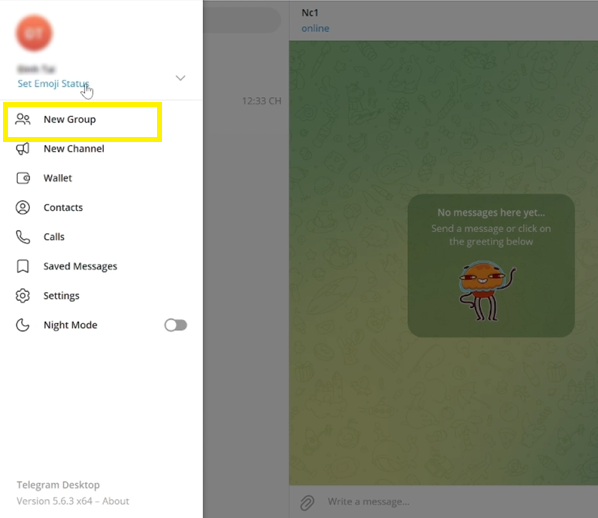 Set Emoji Status
New Group
New Channel
Wallet
Contacts
Calls
Saved Messages
Settings
Night Mode
Telegram Desktop
Version 5.6.3 x64 – About
12:33 CH
Nc1
online
No messages here yet...
Send a message or click on
the greeting below
Write a message...